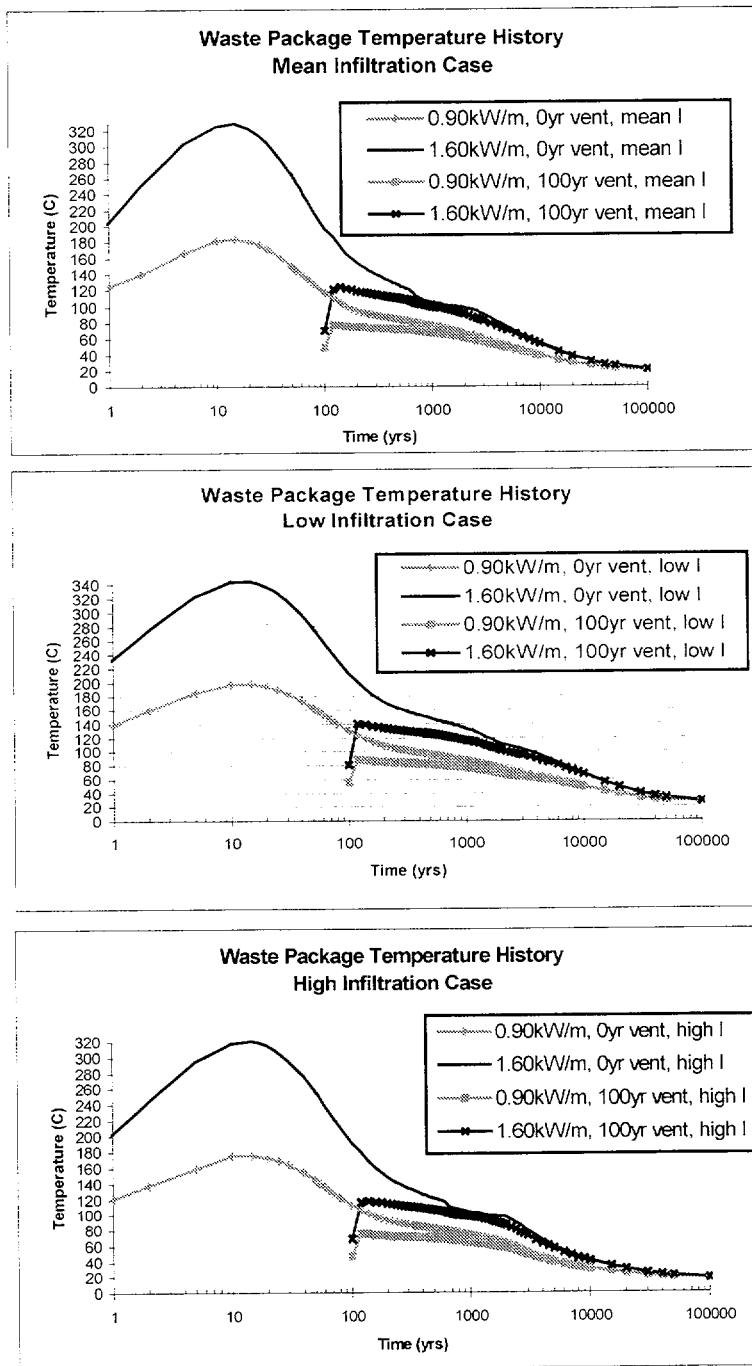 Waste Package Temperature History
Mean Infiltration Case
0.90kW/m, 0yr vent, mean I
1.60kW/m, 0yr vent, mean I
0.90kW/m, 100yr vent, mean I
1.60kW/m, 100yr vent, mean I
Temperature (C)
320
300
280
260
240
220
200
180
160
140
120
100
80
60
40
20
0
1 10 100 1000 10000 100000
Time (yrs)
Waste Package Temperature History
Low Infiltration Case
0.90kW/m, 0yr vent, low I
1.60kW/m, 0yr vent, low I
0.90kW/m, 100yr vent, low I
1.60kW/m, 100yr vent, low I
Temperature (C)
340
320
300
280
260
240
220
200
180
160
140
120
100
80
60
40
20
0
1 10 100 1000 10000 100000
Time (yrs)
Waste Package Temperature History
High Infiltration Case
0.90kW/m, 0yr vent, high I
1.60kW/m, 0yr vent, high I
0.90kW/m, 100yr vent, high I
1.60kW/m, 100yr vent, high I
Temperature (C)
320
300
280
260
240
220
200
180
160
140
120
100
80
60
40
20
0
1 10 100 1000 10000 100000
Time (yrs)